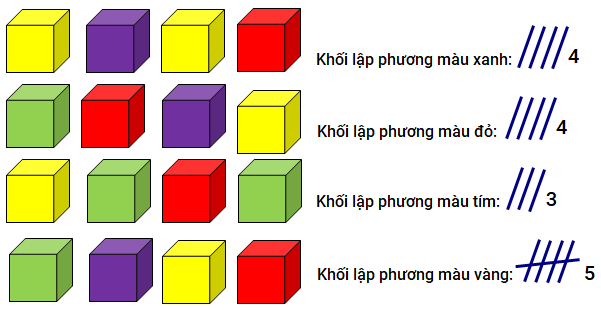 Khối lập phương màu xanh: 4
Khối lập phương màu đỏ: 4
Khối lập phương màu tím: 3
Khối lập phương màu vàng: 5